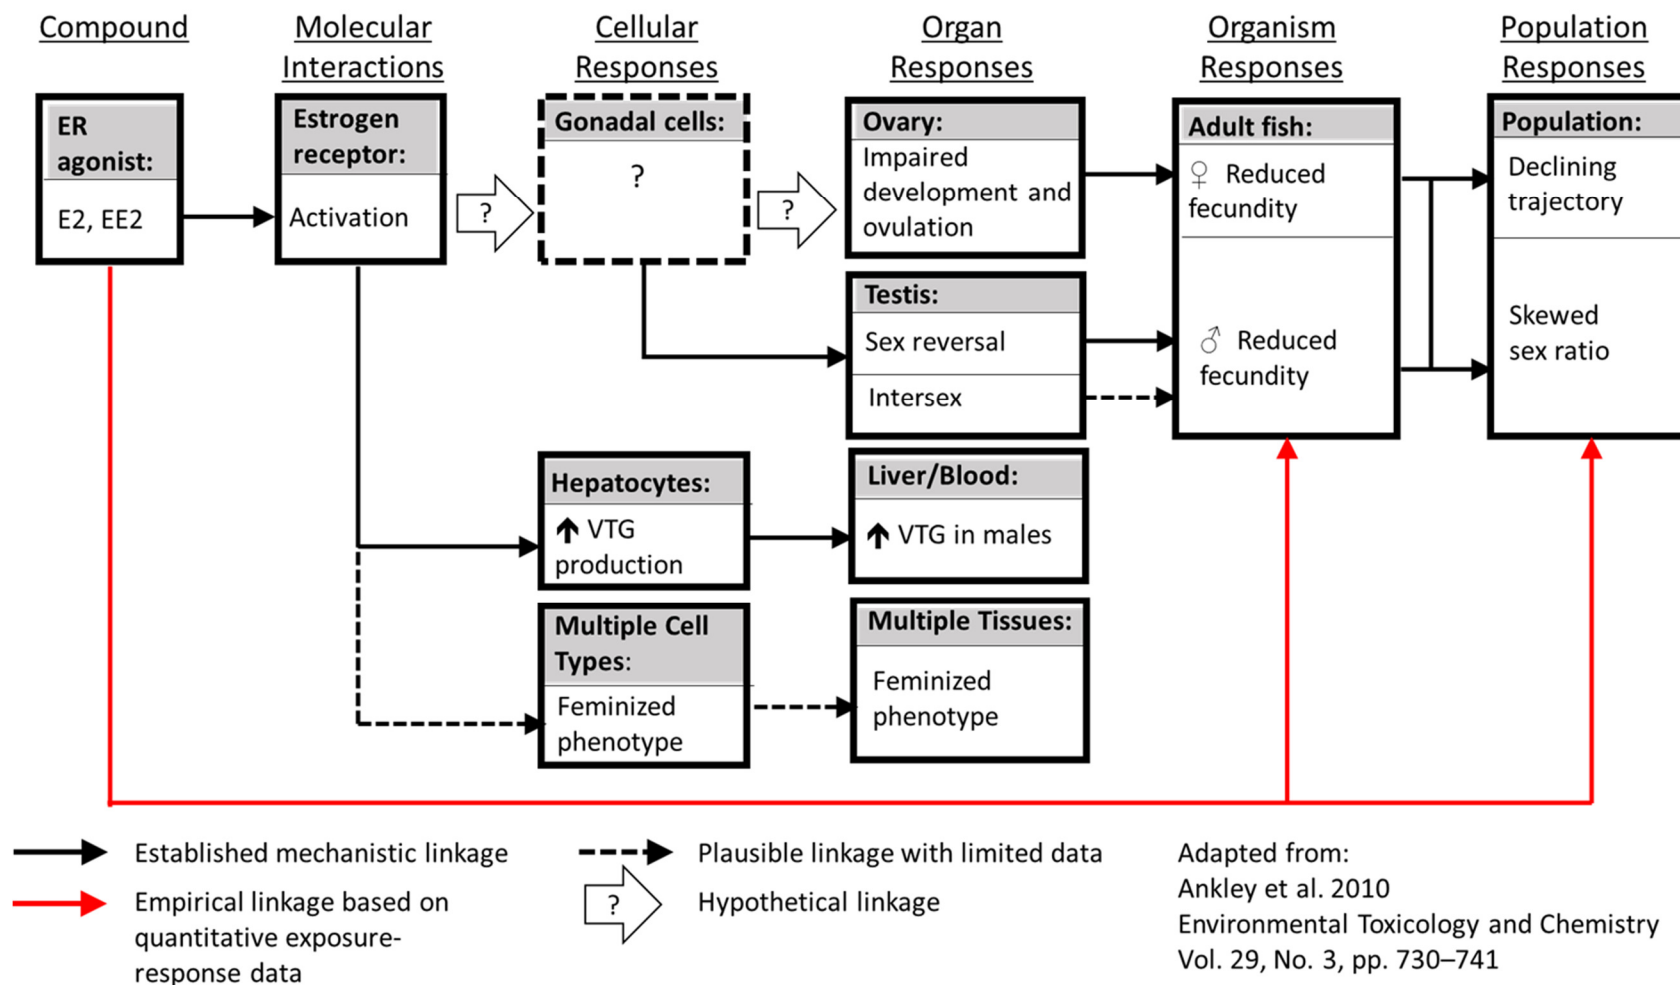 Compound
Molecular
Interactions
Cellular
Responses
Organ
Responses
Organism
Responses
Population
Responses
ER
agonist:
E2, EE2
Estrogen
receptor:
Activation
?
Gonadal cells:
?
?
Ovary:
Impaired
development and
ovulation
Testis:
Sex reversal
Intersex
Adult fish:
♀ Reduced
fecundity
♂ Reduced
fecundity
Population:
Declining
trajectory
Skewed
sex ratio
Hepatocytes:
↑ VTG
production
Liver/Blood:
↑ VTG in males
Multiple Cell
Types:
Feminized
phenotype
Multiple Tissues:
Feminized
phenotype
Established mechanistic linkage
Empirical linkage based on
quantitative exposure-
response data
Plausible linkage with limited data
?
Hypothetical linkage
Adapted from:
Ankley et al. 2010
Environmental Toxicology and Chemistry
Vol. 29, No. 3, pp. 730–741